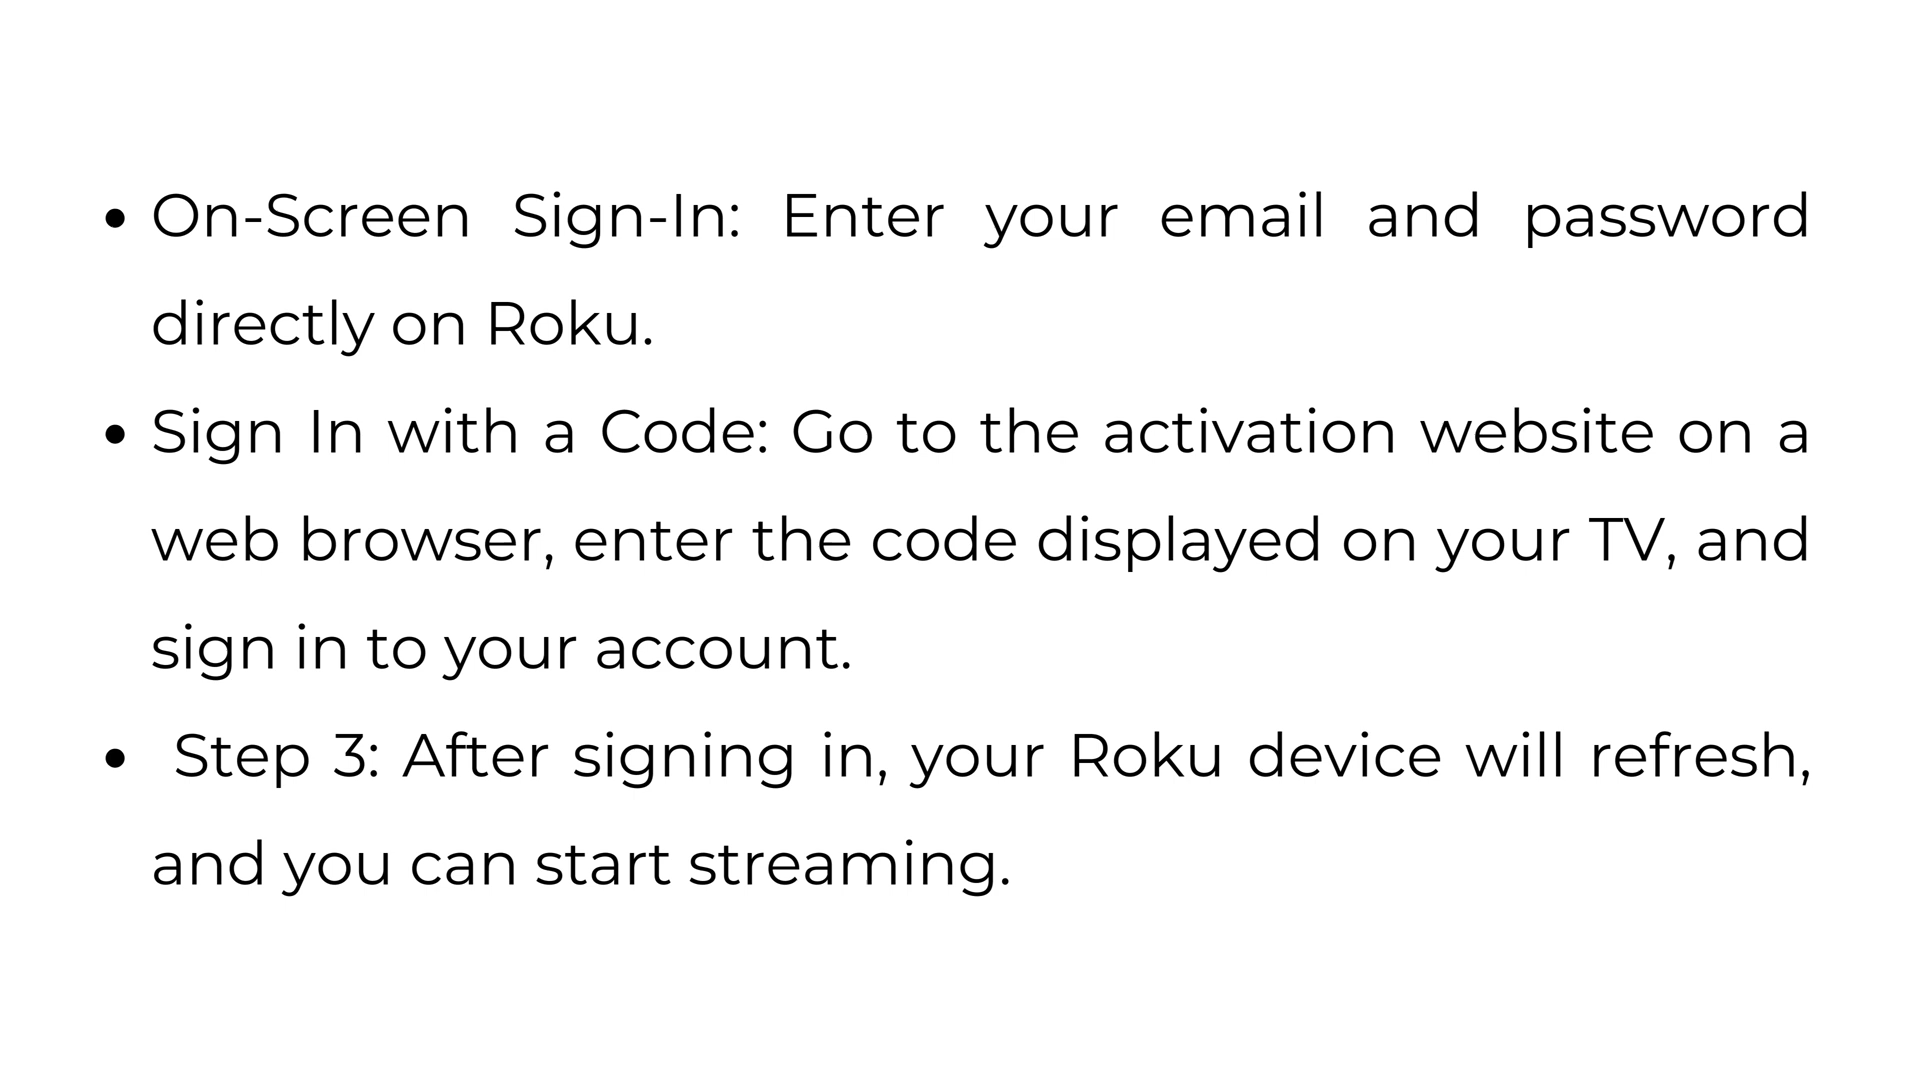 • On-Screen Sign-In: Enter your email and password
directly on Roku.
• Sign In with a Code: Go to the activation website on a
web browser, enter the code displayed on your TV, and
sign in to your account.
• Step 3: After signing in, your Roku device will refresh,
and you can start streaming.